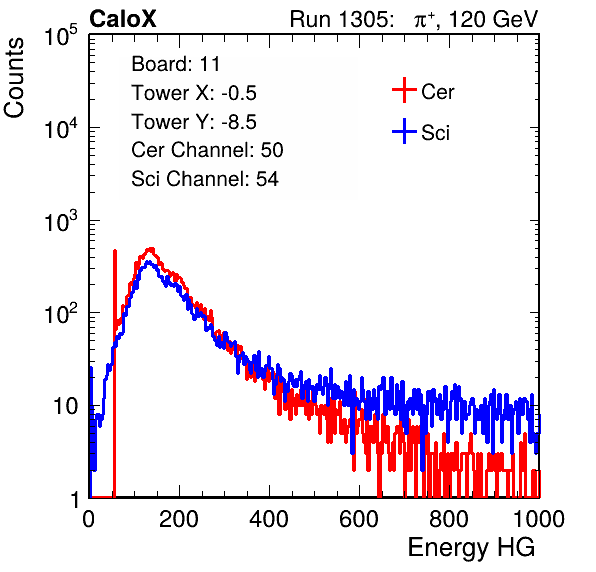 CaloX Run 1305: π⁺, 120 GeV
Counts
Board: 11
Tower X: -0.5
Tower Y: -8.5
Cer Channel: 50
Sci Channel: 54
Cer
Sci
10⁵
10⁴
10³
10²
10
1
0 200 400 600 800 1000
Energy HG